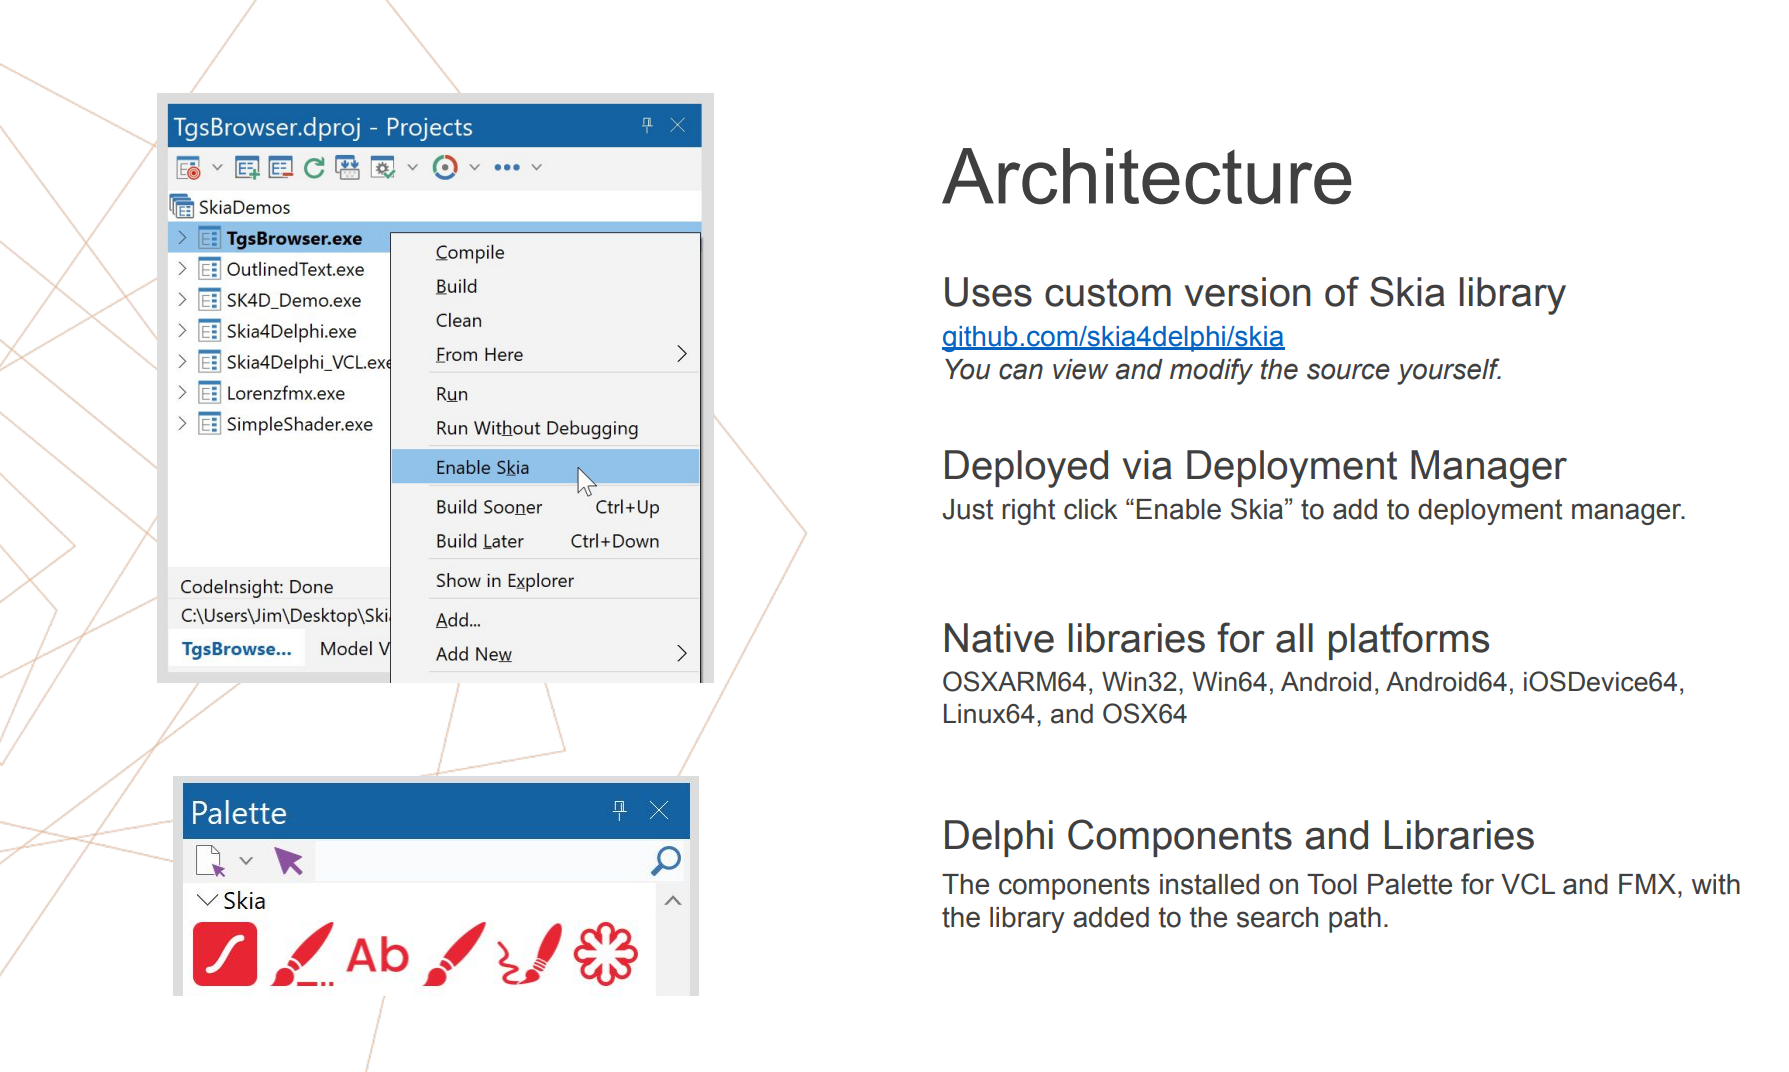 TgsBrowser.dproj - Projects
SkiaDemos
TgsBrowser.exe
OutlinedText.exe
SK4D_Demo.exe
Skia4Delphi.exe
Skia4Delphi_VCL.exe
Lorenzfmx.exe
SimpleShader.exe
Compile
Build
Clean
From Here
Run
Run Without Debugging
Enable Skia
Build Sooner Ctrl+Up
Build Later Ctrl+Down
Show in Explorer
Add...
Add New
CodeInsight: Done
C:\Users\Jim\Desktop\Ski
TgsBrowse... Model V
Palette
Skia
Ab
Architecture
Uses custom version of Skia library
github.com/skia4delphi/skia
You can view and modify the source yourself.
Deployed via Deployment Manager
Just right click “Enable Skia” to add to deployment manager.
Native libraries for all platforms
OSXARM64, Win32, Win64, Android, Android64, iOSDevice64,
Linux64, and OSX64
Delphi Components and Libraries
The components installed on Tool Palette for VCL and FMX, with
the library added to the search path.